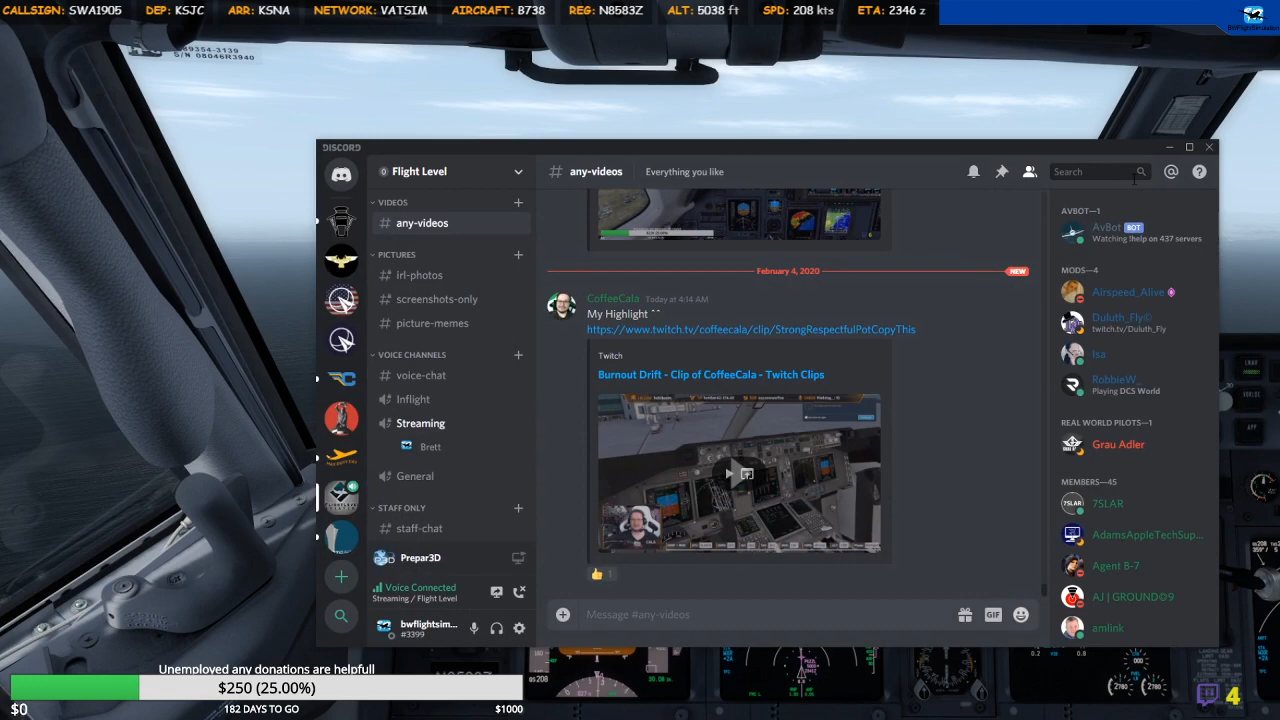 CALLSIGN: SWA1905 DEP: KSJC ARR: KSNA NETWORK: VATSIM AIRCRAFT: B738 REG: N8583Z ALT: 5038 ft SPD: 208 kts ETA: 2346 z
S/N 08046R3940
DISCORD
Flight Level
any-videos
Everything you like
Search
VIDEOS
any-videos
PICTURES
irl-photos
screenshots-only
picture-memes
VOICE CHANNELS
voice-chat
Inflight
Streaming
Brett
General
STAFF ONLY
staff-chat
Prepar3D
Voice Connected
Streaming / Flight Level
bwflightsim...
#3399
February 4, 2020
NEW
CoffeeCala Today at 4:14 AM
My Highlight ^^
https://www.twitch.tv/coffeecala/clip/StrongRespectfulPotCopyThis
Twitch
Burnout Drift - Clip of CoffeeCala - Twitch Clips
1
Message #any-videos
GIF
AVBOT—1
AvBot BOT
Watching !help on 437 servers
MODS—4
Airspeed_Alive
Duluth_Fly©
twitch.tv/Duluth_Fly
Isa
RobbieW_
Playing DCS World
REAL WORLD PILOTS—1
Grau Adler
MEMBERS—45
7SLAR
AdamsAppleTechSup...
Agent 8-7
AJ | GROUND©9
amlink
Unemployed any donations are helpfull
$250 (25.00%)
$0
182 DAYS TO GO
$1000
4